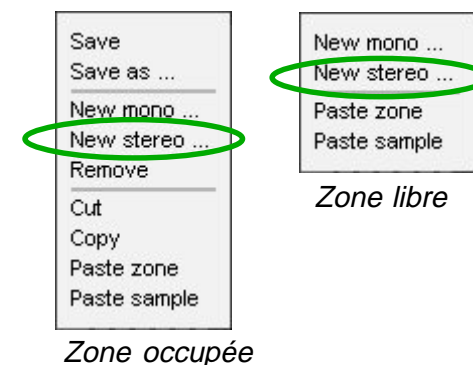 Save
Save as ...
New mono ...
New stereo ...
Remove
Cut
Copy
Paste zone
Paste sample
Zone occupée
New mono ...
New stereo ...
Paste zone
Paste sample
Zone libre